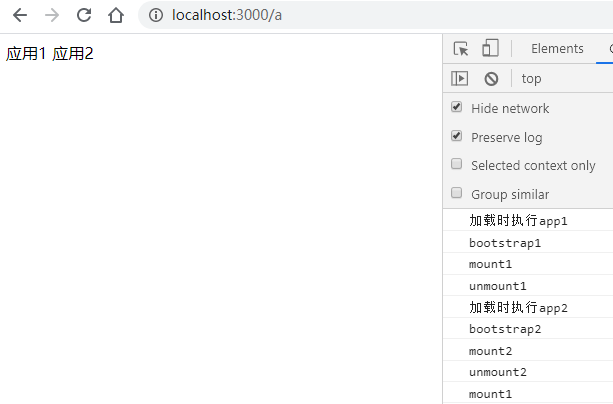 localhost:3000/a
应用1 应用2
Elements
top
Hide network
Preserve log
Selected context only
Group similar
加载时执行app1
bootstrap1
mount1
unmount1
加载时执行app2
bootstrap2
mount2
unmount2
mount1